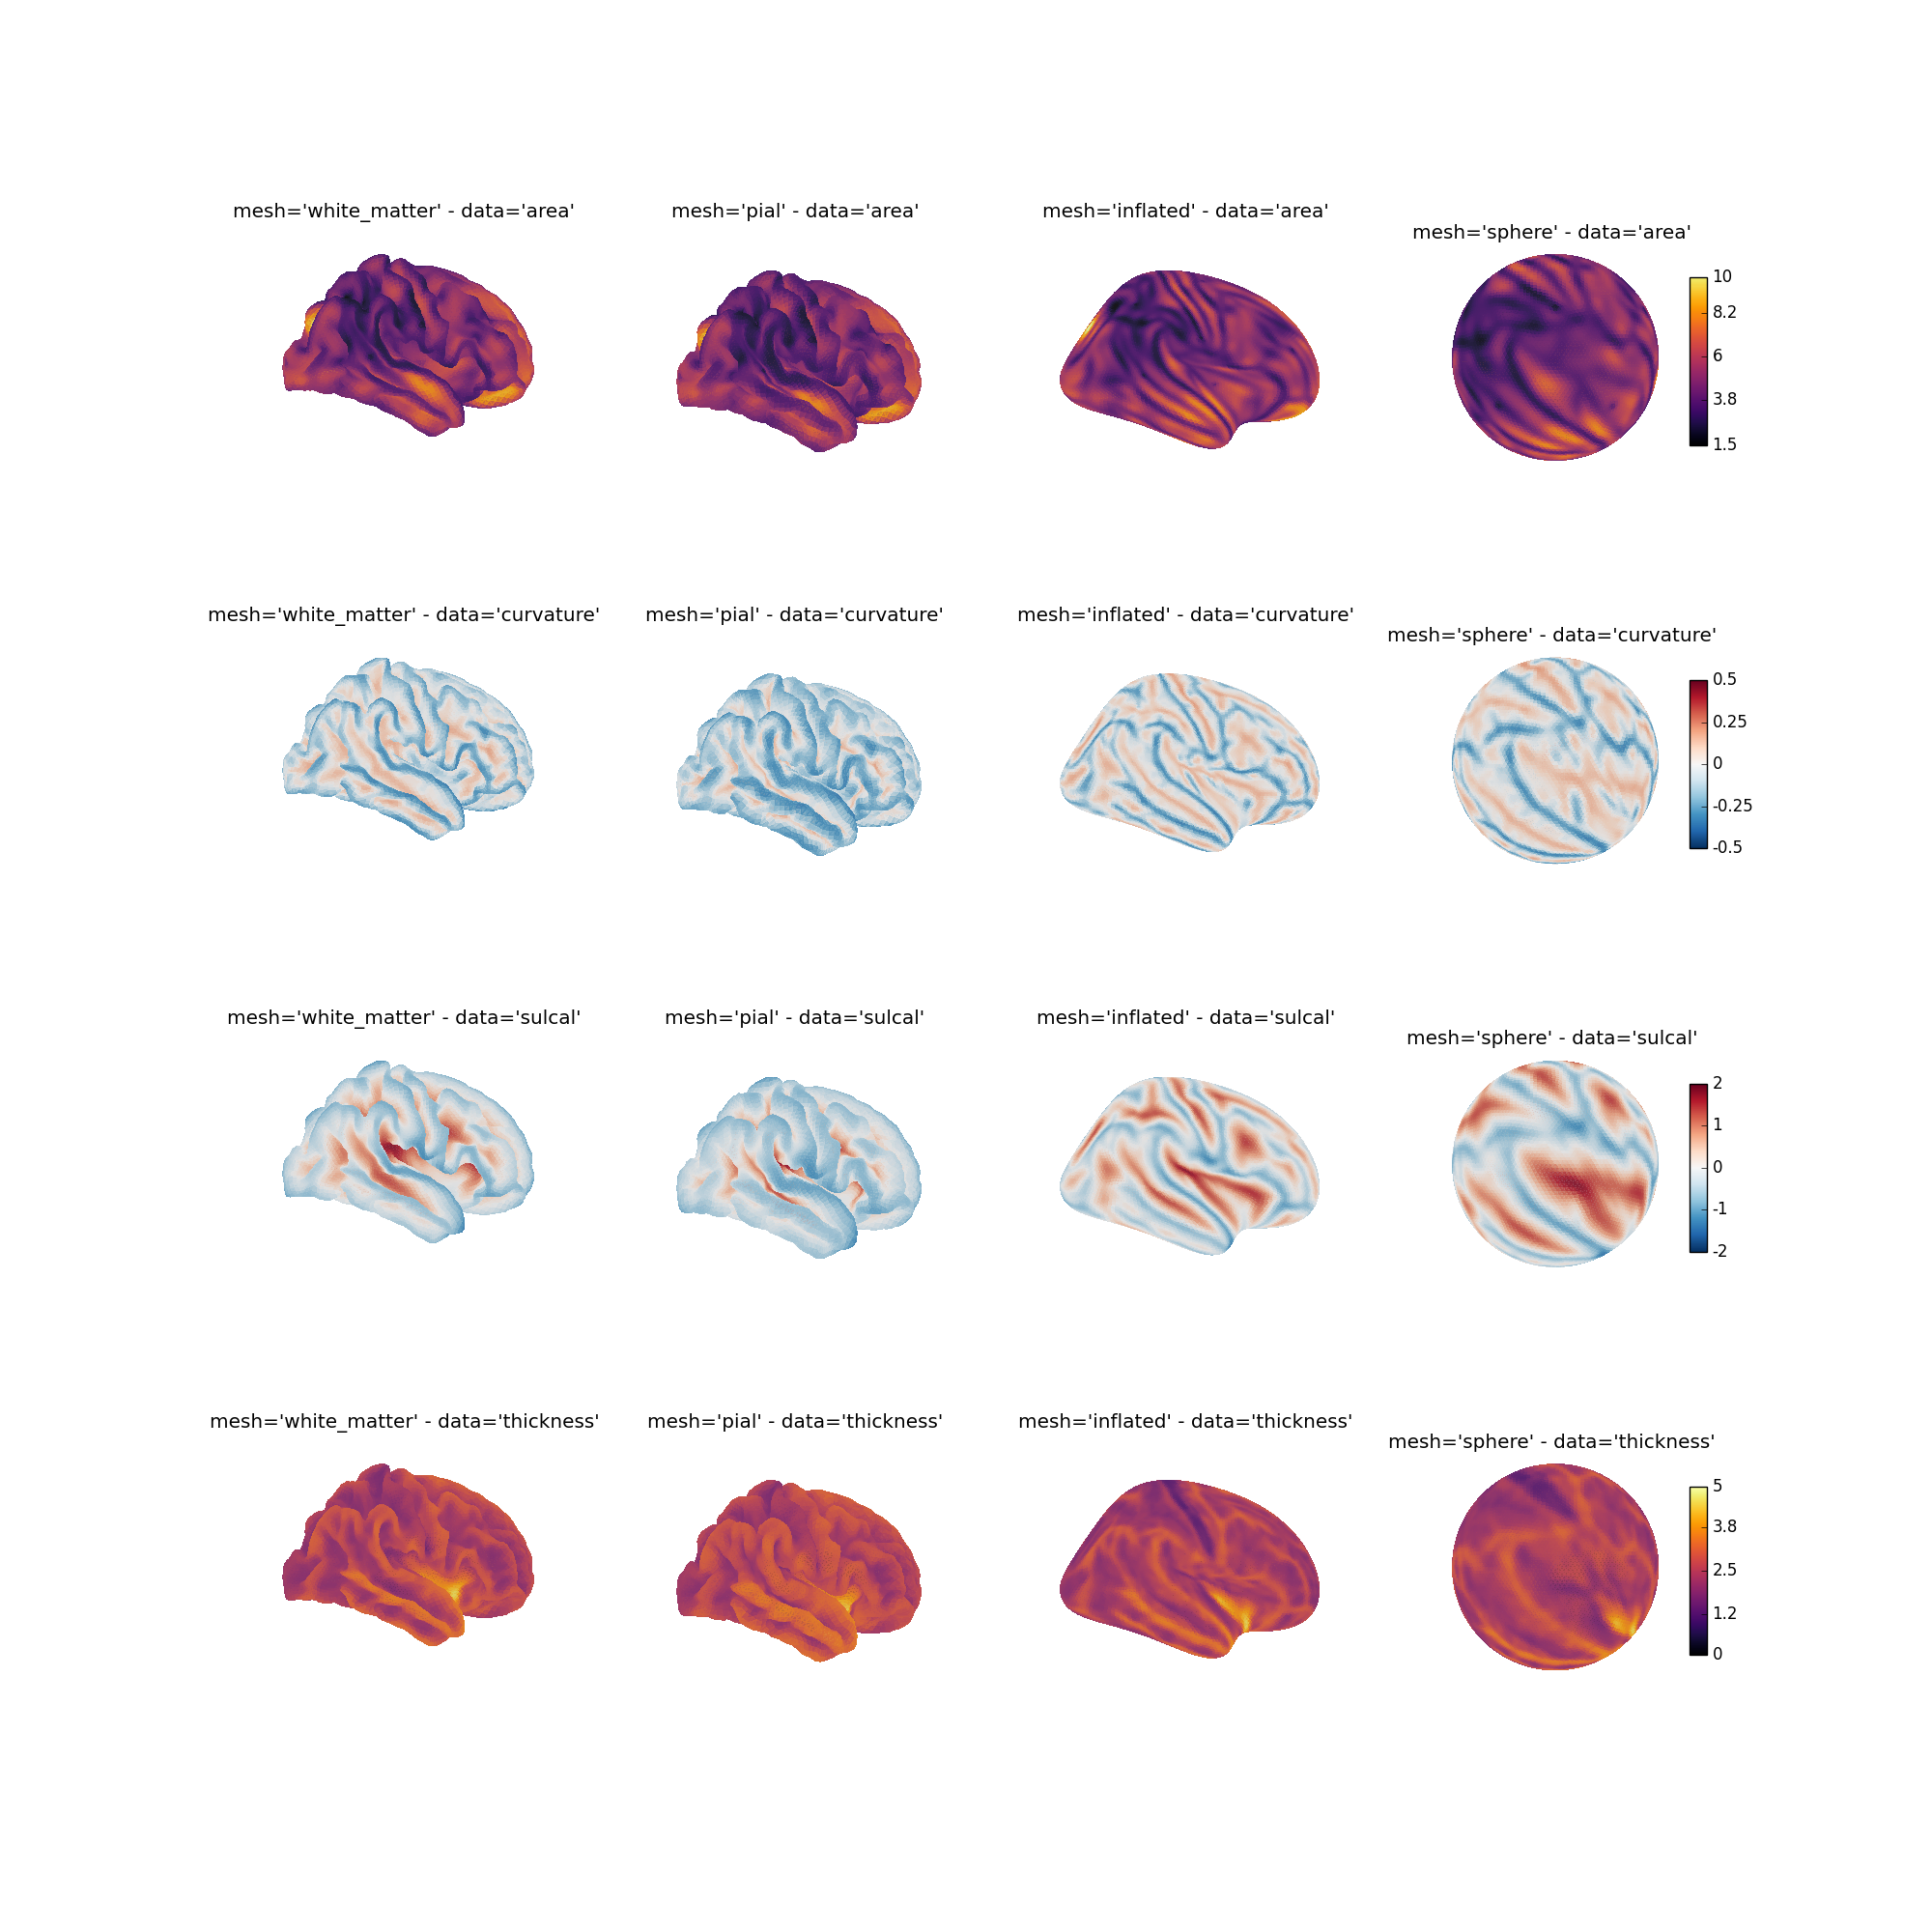 mesh='white_matter' - data='area'
mesh='pial' - data='area'
mesh='inflated' - data='area'
mesh='sphere' - data='area'
10
8.2
6
3.8
1.5
mesh='white_matter' - data='curvature'
mesh='pial' - data='curvature'
mesh='inflated' - data='curvature'
mesh='sphere' - data='curvature'
0.5
0.25
0
-0.25
-0.5
mesh='white_matter' - data='sulcal'
mesh='pial' - data='sulcal'
mesh='inflated' - data='sulcal'
mesh='sphere' - data='sulcal'
2
1
0
-1
-2
mesh='white_matter' - data='thickness'
mesh='pial' - data='thickness'
mesh='inflated' - data='thickness'
mesh='sphere' - data='thickness'
5
3.8
2.5
1.2
0